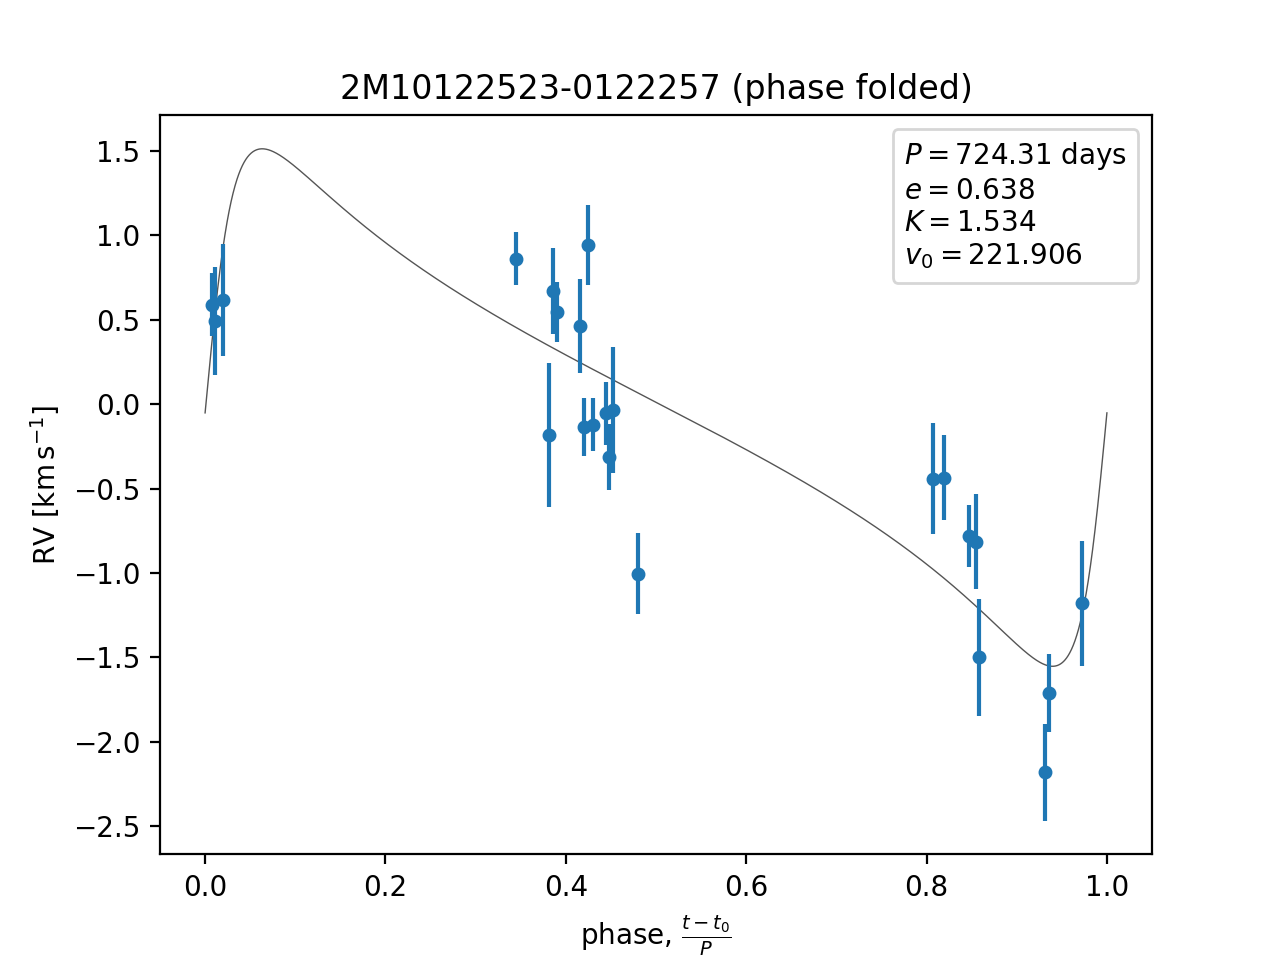 2M10122523-0122257 (phase folded)
P = 724.31 days
e = 0.638
K = 1.534
v₀ = 221.906
RV [km s⁻¹]
1.5
1.0
0.5
0.0
−0.5
−1.0
−1.5
−2.0
−2.5
0.0 0.2 0.4 0.6 0.8 1.0
phase, (t − t₀)/P